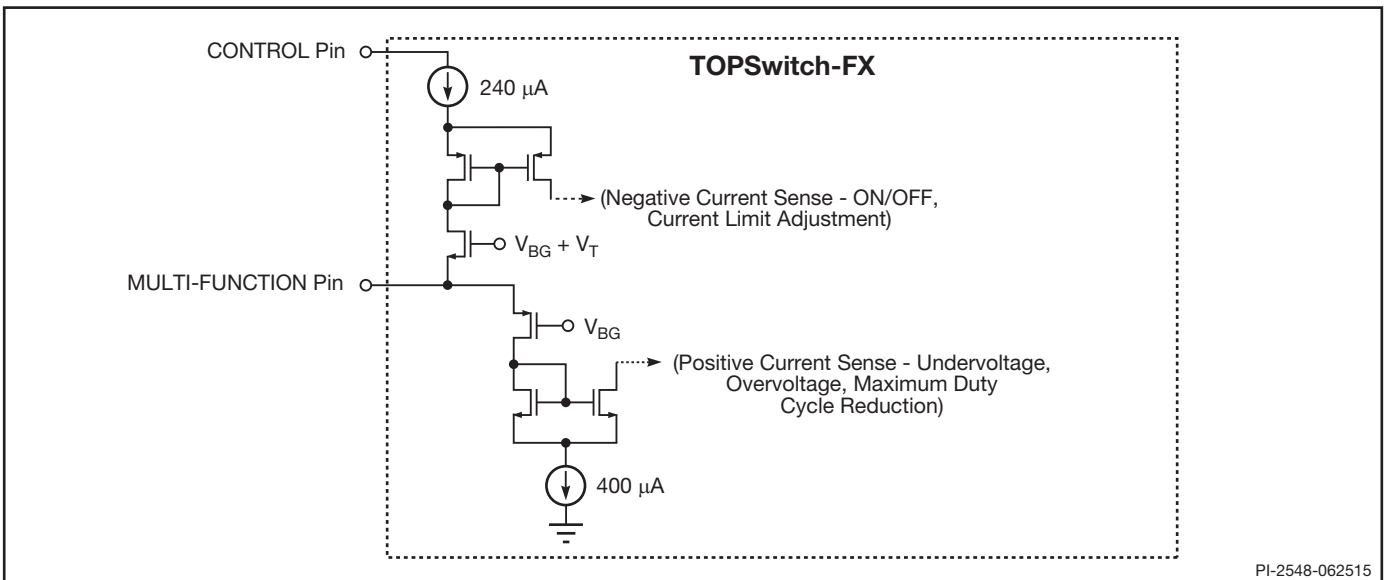 CONTROL Pin
TOPSwitch-FX
240 μA
(Negative Current Sense - ON/OFF,
Current Limit Adjustment)
V_BG + V_T
MULTI-FUNCTION Pin
V_BG
(Positive Current Sense - Undervoltage,
Overvoltage, Maximum Duty
Cycle Reduction)
400 μA
PI-2548-062515